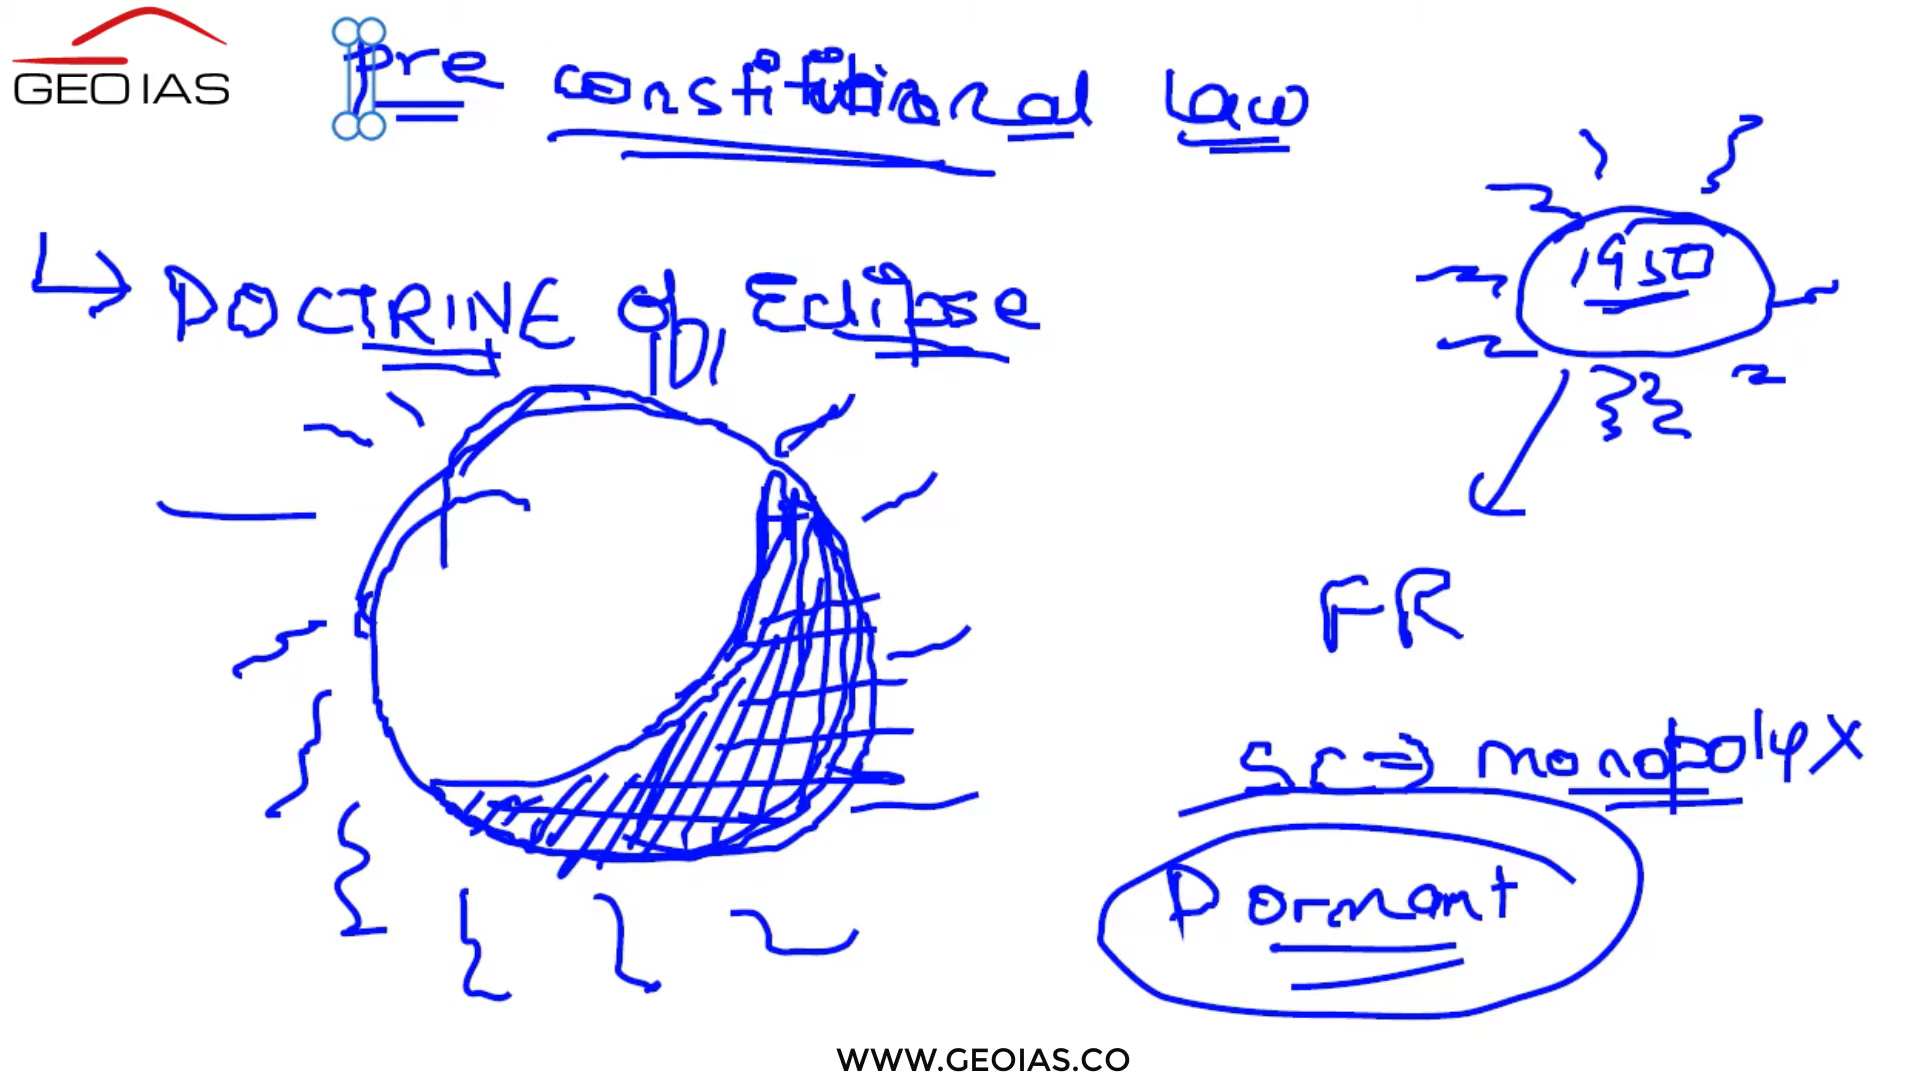 GEO IAS
Pre constitutional Law
DOCTRINE of Eclipse
1950
FR
SC ⇒ monopoly X
Dormant
WWW.GEOIAS.CO